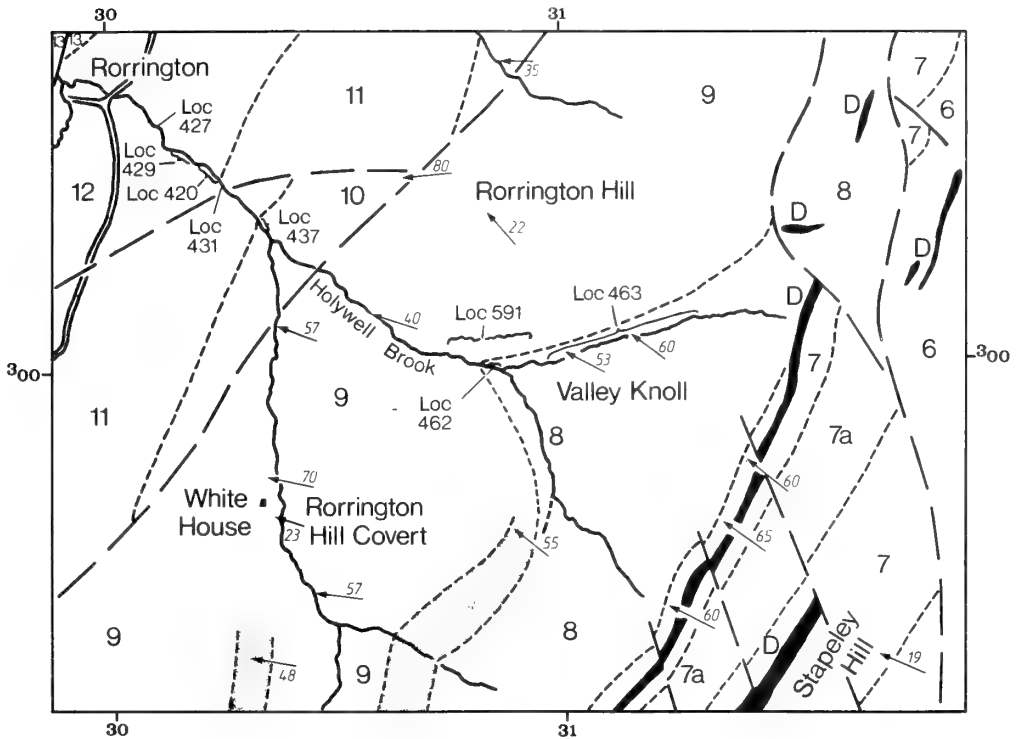 30
31
13
13
Rorrington
11
35
9
7
D
6
Loc
427
7
Loc
429
12
Loc 420
80
10
Rorrington Hill
8
Loc
431
Loc
437
22
D
D
Loc 463
D
Loc 591
Holywell
Brook
40
57
300
300
53
60
7
6
9
Valley Knoll
11
Loc
462
7a
8
70
60
White
House
Rorrington
Hill Covert
23
55
65
7
57
60
8
9
D
Stapeley
Hill
19
48
9
7a
30
31